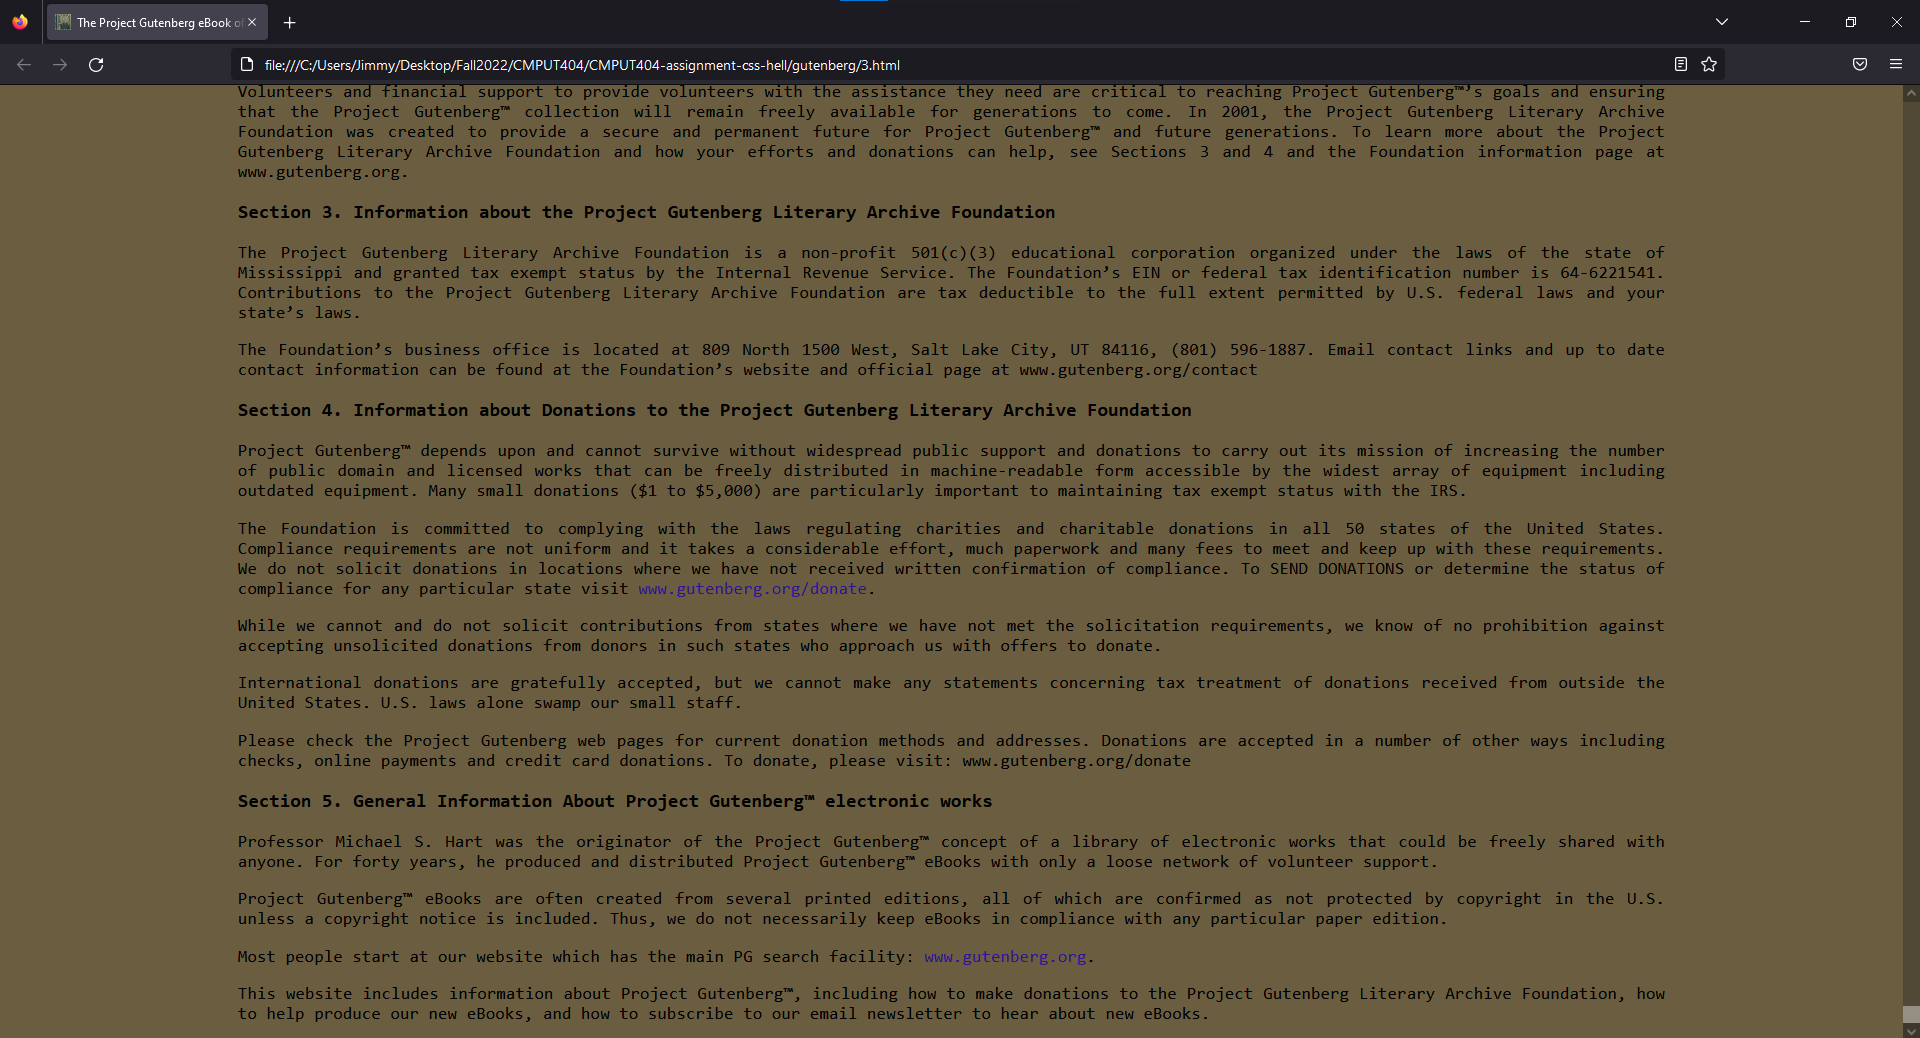 The Project Gutenberg eBook of
file:///C:/Users/Jimmy/Desktop/Fall2022/CMPUT404/CMPUT404-assignment-css-hell/gutenberg/3.html
Volunteers and financial support to provide volunteers with the assistance they need are critical to reaching Project Gutenberg™’s goals and ensuring
that the Project Gutenberg™ collection will remain freely available for generations to come. In 2001, the Project Gutenberg Literary Archive
Foundation was created to provide a secure and permanent future for Project Gutenberg™ and future generations. To learn more about the Project
Gutenberg Literary Archive Foundation and how your efforts and donations can help, see Sections 3 and 4 and the Foundation information page at
www.gutenberg.org.
Section 3. Information about the Project Gutenberg Literary Archive Foundation
The Project Gutenberg Literary Archive Foundation is a non-profit 501(c)(3) educational corporation organized under the laws of the state of
Mississippi and granted tax exempt status by the Internal Revenue Service. The Foundation’s EIN or federal tax identification number is 64-6221541.
Contributions to the Project Gutenberg Literary Archive Foundation are tax deductible to the full extent permitted by U.S. federal laws and your
state’s laws.
The Foundation’s business office is located at 809 North 1500 West, Salt Lake City, UT 84116, (801) 596-1887. Email contact links and up to date
contact information can be found at the Foundation’s website and official page at www.gutenberg.org/contact
Section 4. Information about Donations to the Project Gutenberg Literary Archive Foundation
Project Gutenberg™ depends upon and cannot survive without widespread public support and donations to carry out its mission of increasing the number
of public domain and licensed works that can be freely distributed in machine-readable form accessible by the widest array of equipment including
outdated equipment. Many small donations ($1 to $5,000) are particularly important to maintaining tax exempt status with the IRS.
The Foundation is committed to complying with the laws regulating charities and charitable donations in all 50 states of the United States.
Compliance requirements are not uniform and it takes a considerable effort, much paperwork and many fees to meet and keep up with these requirements.
We do not solicit donations in locations where we have not received written confirmation of compliance. To SEND DONATIONS or determine the status of
compliance for any particular state visit www.gutenberg.org/donate.
While we cannot and do not solicit contributions from states where we have not met the solicitation requirements, we know of no prohibition against
accepting unsolicited donations from donors in such states who approach us with offers to donate.
International donations are gratefully accepted, but we cannot make any statements concerning tax treatment of donations received from outside the
United States. U.S. laws alone swamp our small staff.
Please check the Project Gutenberg web pages for current donation methods and addresses. Donations are accepted in a number of other ways including
checks, online payments and credit card donations. To donate, please visit: www.gutenberg.org/donate
Section 5. General Information About Project Gutenberg™ electronic works
Professor Michael S. Hart was the originator of the Project Gutenberg™ concept of a library of electronic works that could be freely shared with
anyone. For forty years, he produced and distributed Project Gutenberg™ eBooks with only a loose network of volunteer support.
Project Gutenberg™ eBooks are often created from several printed editions, all of which are confirmed as not protected by copyright in the U.S.
unless a copyright notice is included. Thus, we do not necessarily keep eBooks in compliance with any particular paper edition.
Most people start at our website which has the main PG search facility: www.gutenberg.org.
This website includes information about Project Gutenberg™, including how to make donations to the Project Gutenberg Literary Archive Foundation, how
to help produce our new eBooks, and how to subscribe to our email newsletter to hear about new eBooks.